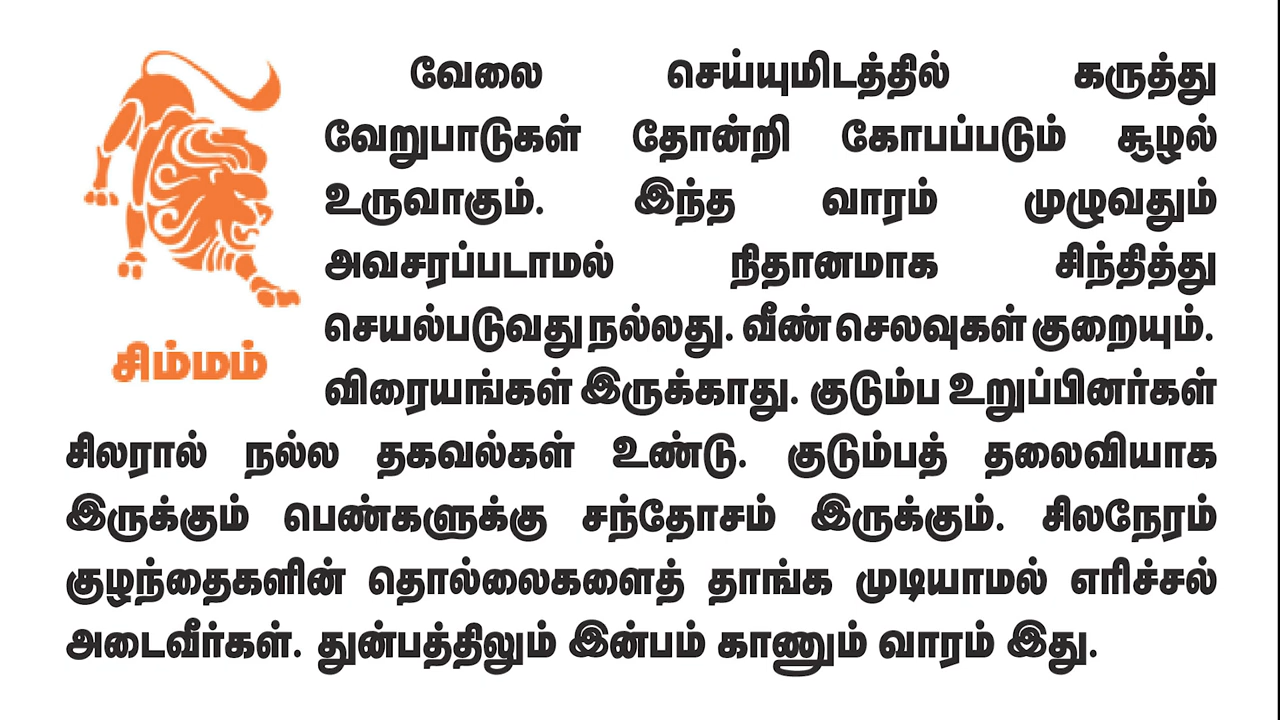 வேலை செய்யுமிடத்தில் கருத்து
வேறுபாடுகள் தோன்றி கோபப்படும் சூழல்
உருவாகும். இந்த வாரம் முழுவதும்
அவசரப்படாமல் நிதானமாக சிந்தித்து
செயல்படுவது நல்லது. வீண் செலவுகள் குறையும்.
விரையங்கள் இருக்காது. குடும்ப உறுப்பினர்கள்
சிலரால் நல்ல தகவல்கள் உண்டு. குடும்பத் தலைவியாக
இருக்கும் பெண்களுக்கு சந்தோசம் இருக்கும். சிலநேரம்
குழந்தைகளின் தொல்லைகளைத் தாங்க முடியாமல் எரிச்சல்
அடைவீர்கள். துன்பத்திலும் இன்பம் காணும் வாரம் இது.
சிம்மம்